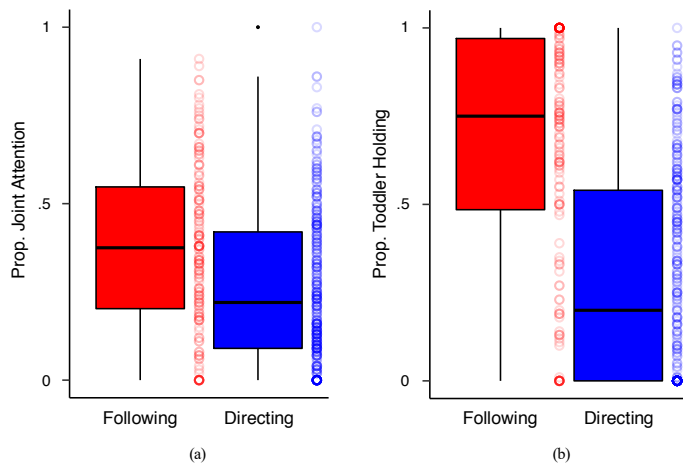 1
.5
0
Prop. Joint Attention
Following Directing
(a)
1
.5
0
Prop. Toddler Holding
Following Directing
(b)